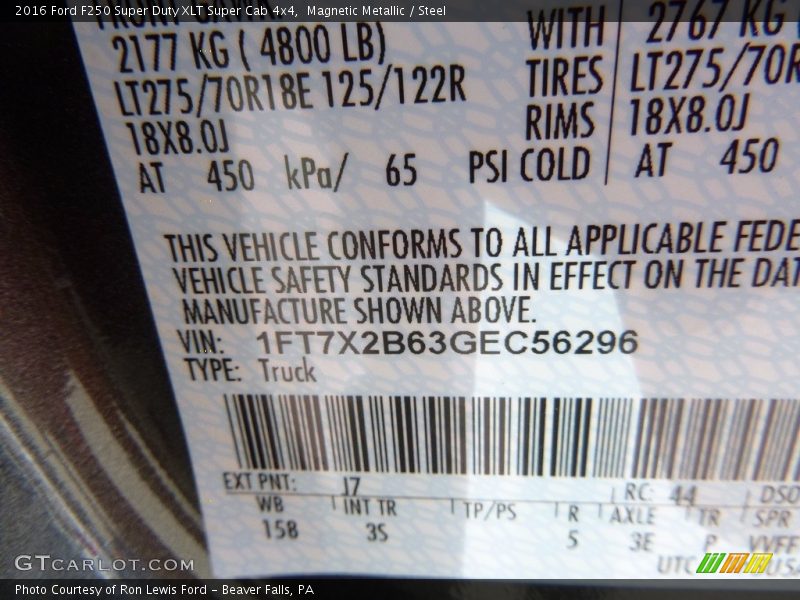 2016 Ford F250 Super Duty XLT Super Cab 4x4, Magnetic Metallic / Steel
2177 KG ( 4800 LB) WITH 2767 KG
LT275/70R18E 125/122R TIRES LT275/70R
18X8.0J RIMS 18X8.0J
AT 450 kPa/ 65 PSI COLD AT 450
THIS VEHICLE CONFORMS TO ALL APPLICABLE FEDE
VEHICLE SAFETY STANDARDS IN EFFECT ON THE DAT
MANUFACTURE SHOWN ABOVE.
VIN: 1FT7X2B63GEC56296
TYPE: Truck
EXT PNT: J7 RC: 44 DSO
WB INT TR TP/PS R AXLE TR SPR
158 3S 5 3E P VVFF
UTC USA
GTCARLOT.COM
Photo Courtesy of Ron Lewis Ford – Beaver Falls, PA